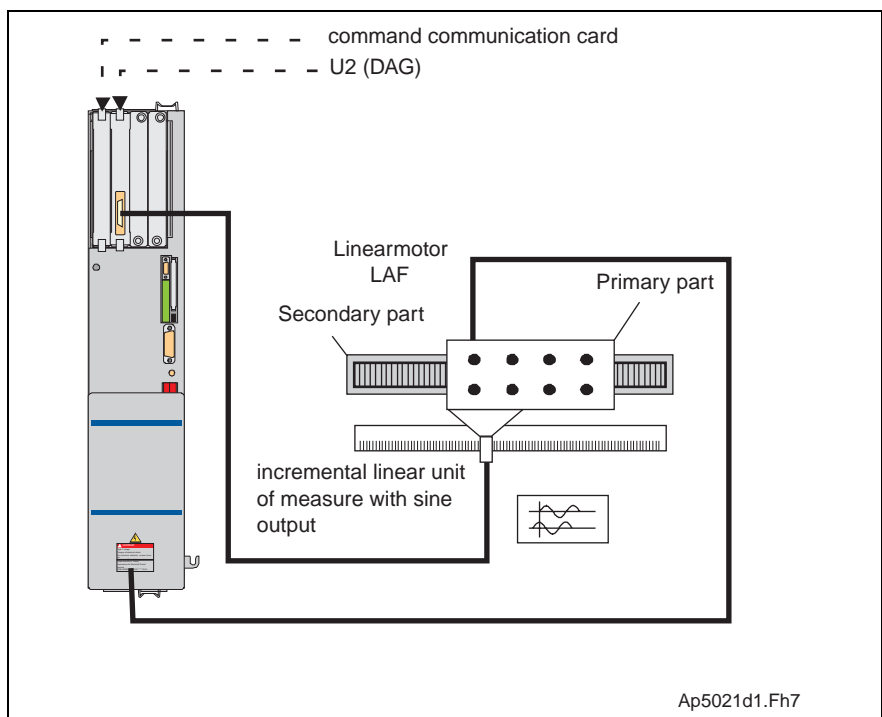 command communication card
U2 (DAG)
Linearmotor
LAF
Primary part
Secondary part
incremental linear unit
of measure with sine
output
Ap5021d1.Fh7